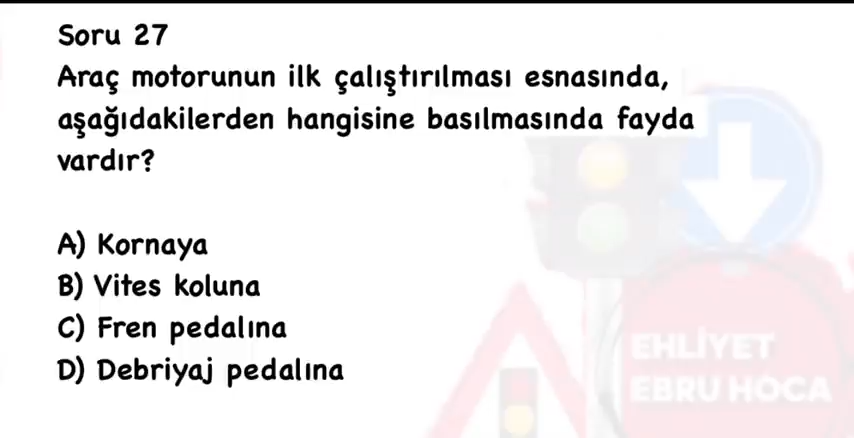 Soru 27
Araç motorunun ilk çalıştırılması esnasında,
aşağıdakilerden hangisine basılmasında fayda
vardır?
A) Kornaya
B) Vites koluna
C) Fren pedalına
D) Debriyaj pedalına
EHLİYET
EBRU HOCA